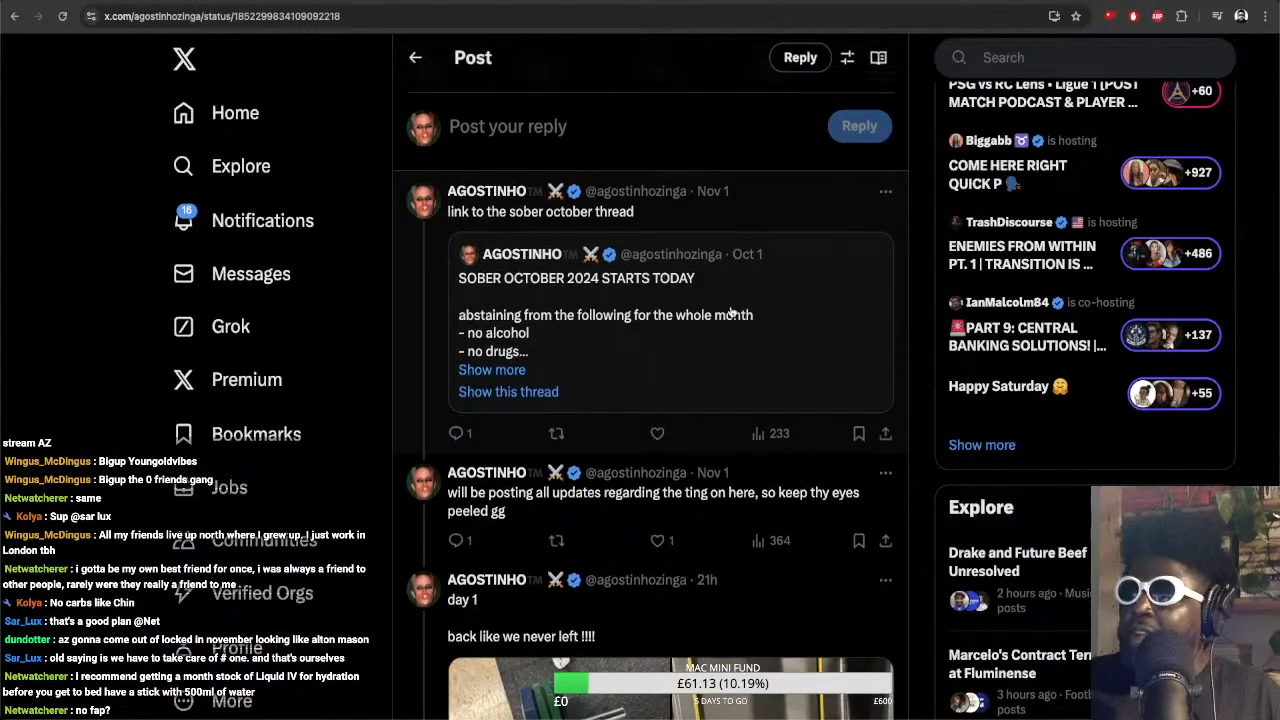 x.com/agostinhozinga/status/1852299834109092218
Home
Explore
16
Notifications
Messages
Grok
Premium
Bookmarks
Jobs
Communities
Verified Orgs
Profile
More
stream AZ
Wingus_McDingus : Bigup Youngoldvibes
Wingus_McDingus : Bigup the 0 friends gang
Netwatcherer : same
Kolya : Sup @sar lux
Wingus_McDingus : All my friends live up north where I grew up. I just work in
London tbh
Netwatcherer : i gotta be my own best friend for once, i was always a friend to
other people, rarely were they really a friend to me
Kolya : No carbs like Chin
Sar_Lux : that's a good plan @Net
dundotter : az gonna come out of locked in november looking like alton mason
Sar_Lux : old saying is we have to take care of # one. and that's ourselves
Netwatcherer : I recommend getting a month stock of Liquid IV for hydration
before you get to bed have a stick with 500ml of water
Netwatcherer : no fap?
Post
Reply
Post your reply
Reply
AGOSTINHO™ @agostinhozinga · Nov 1
link to the sober october thread
AGOSTINHO™ @agostinhozinga · Oct 1
SOBER OCTOBER 2024 STARTS TODAY
abstaining from the following for the whole month
- no alcohol
- no drugs...
Show more
Show this thread
1
233
AGOSTINHO™ @agostinhozinga · Nov 1
will be posting all updates regarding the ting on here, so keep thy eyes
peeled gg
1
1
364
AGOSTINHO™ @agostinhozinga · 21h
day 1
back like we never left !!!!
MAC MINI FUND
£61.13 (10.19%)
£0
5 DAYS TO GO
£600
Search
PSG vs RC Lens • Ligue 1 [POST
MATCH PODCAST & PLAYER ...
+60
Biggabb is hosting
COME HERE RIGHT
QUICK P
+927
TrashDiscourse is hosting
ENEMIES FROM WITHIN
PT. 1 | TRANSITION IS ...
+486
IanMalcolm84 is co-hosting
PART 9: CENTRAL
BANKING SOLUTIONS! |...
+137
Happy Saturday
+55
Show more
Explore
Drake and Future Beef
Unresolved
2 hours ago · Musi
posts
Marcelo's Contract Ter
at Fluminense
3 hours ago · Footb
posts